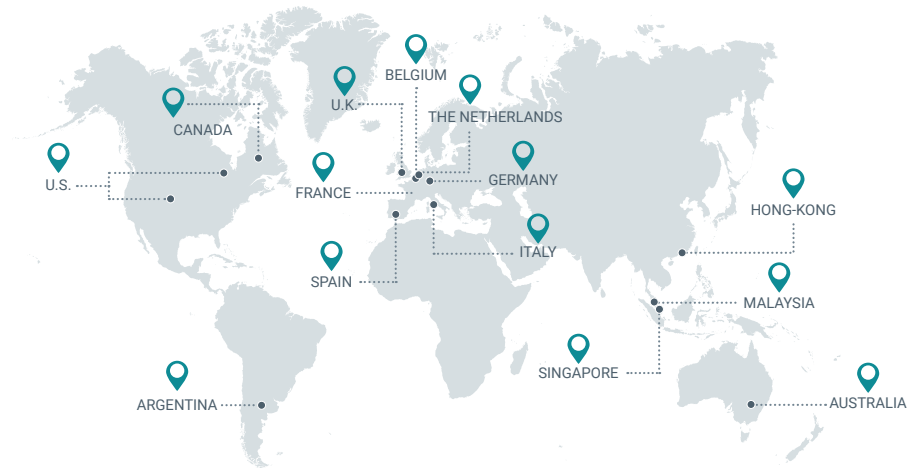 BELGIUM
U.K.
THE NETHERLANDS
CANADA
U.S.
FRANCE
GERMANY
HONG-KONG
ITALY
SPAIN
MALAYSIA
SINGAPORE
ARGENTINA
AUSTRALIA